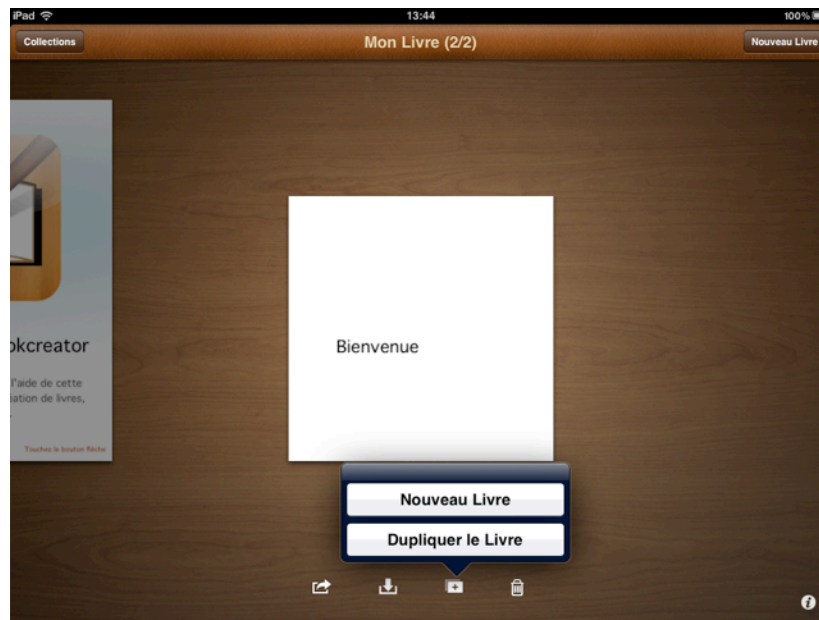 iPad 13:44 100%
Collections Mon Livre (2/2) Nouveau Livre
okcreator
l'aide de cette
ation de livres,
Touchez le bouton flèche
Bienvenue
Nouveau Livre
Dupliquer le Livre